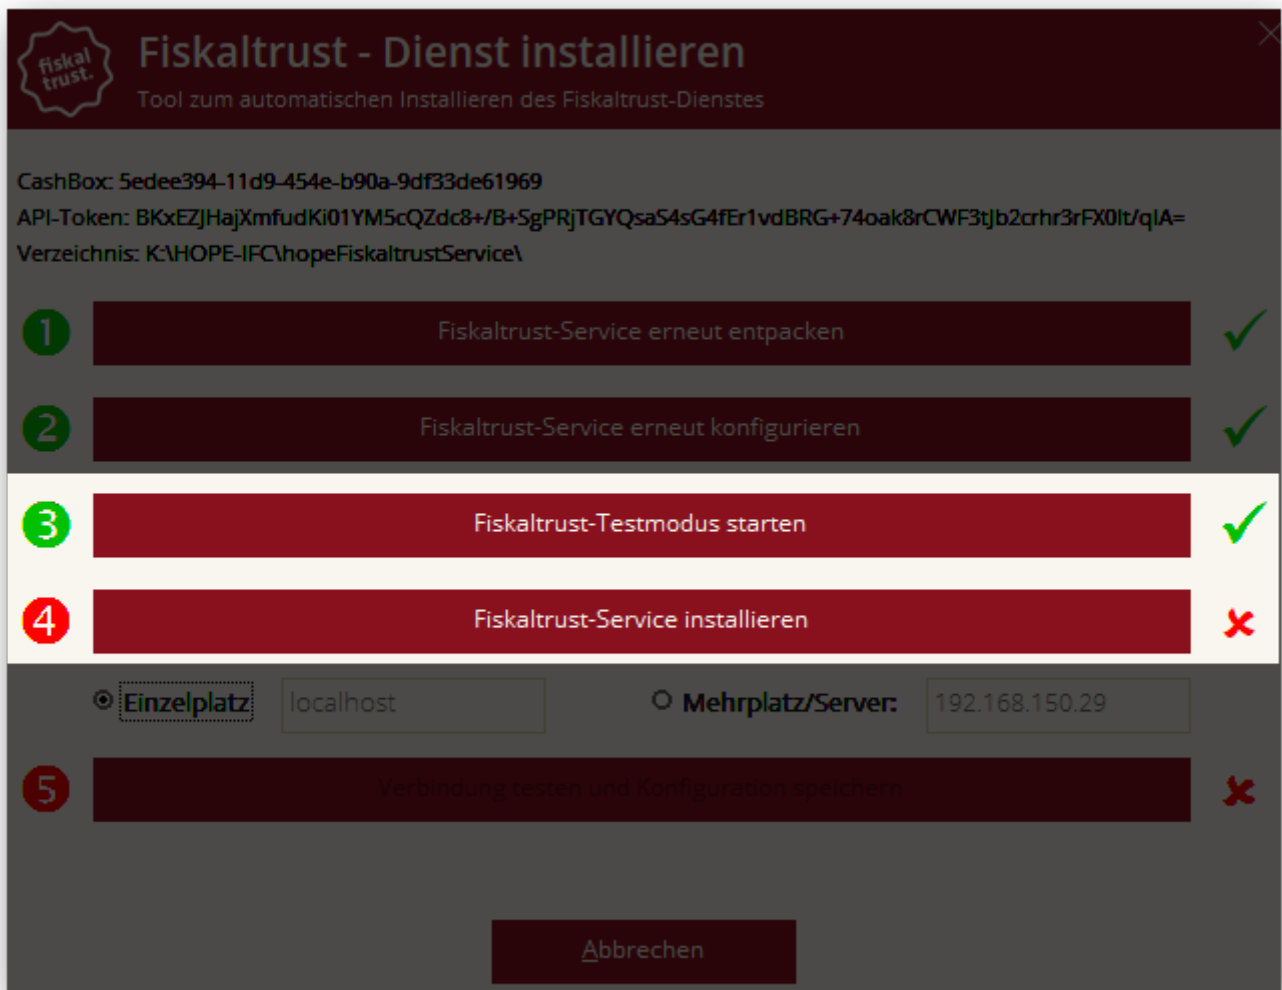 fiskal
trust.
Fiskaltrust - Dienst installieren
Tool zum automatischen Installieren des Fiskaltrust-Dienstes
CashBox: 5edee394-11d9-454e-b90a-9df33de61969
API-Token: BKxEZJHajXmfudKi01YM5cQZdc8+/B+SgPRjTGYQsaS4sG4fEr1vdBRG+74oak8rCWF3tJb2crhr3rFX0lt/qIA=
Verzeichnis: K:\HOPE-IFC\hopeFiskaltrustService\
1 Fiskaltrust-Service erneut entpacken
2 Fiskaltrust-Service erneut konfigurieren
3 Fiskaltrust-Testmodus starten
4 Fiskaltrust-Service installieren
Einzelplatz localhost Mehrplatz/Server: 192.168.150.29
5 Verbindung testen und Konfiguration speichern
Abbrechen